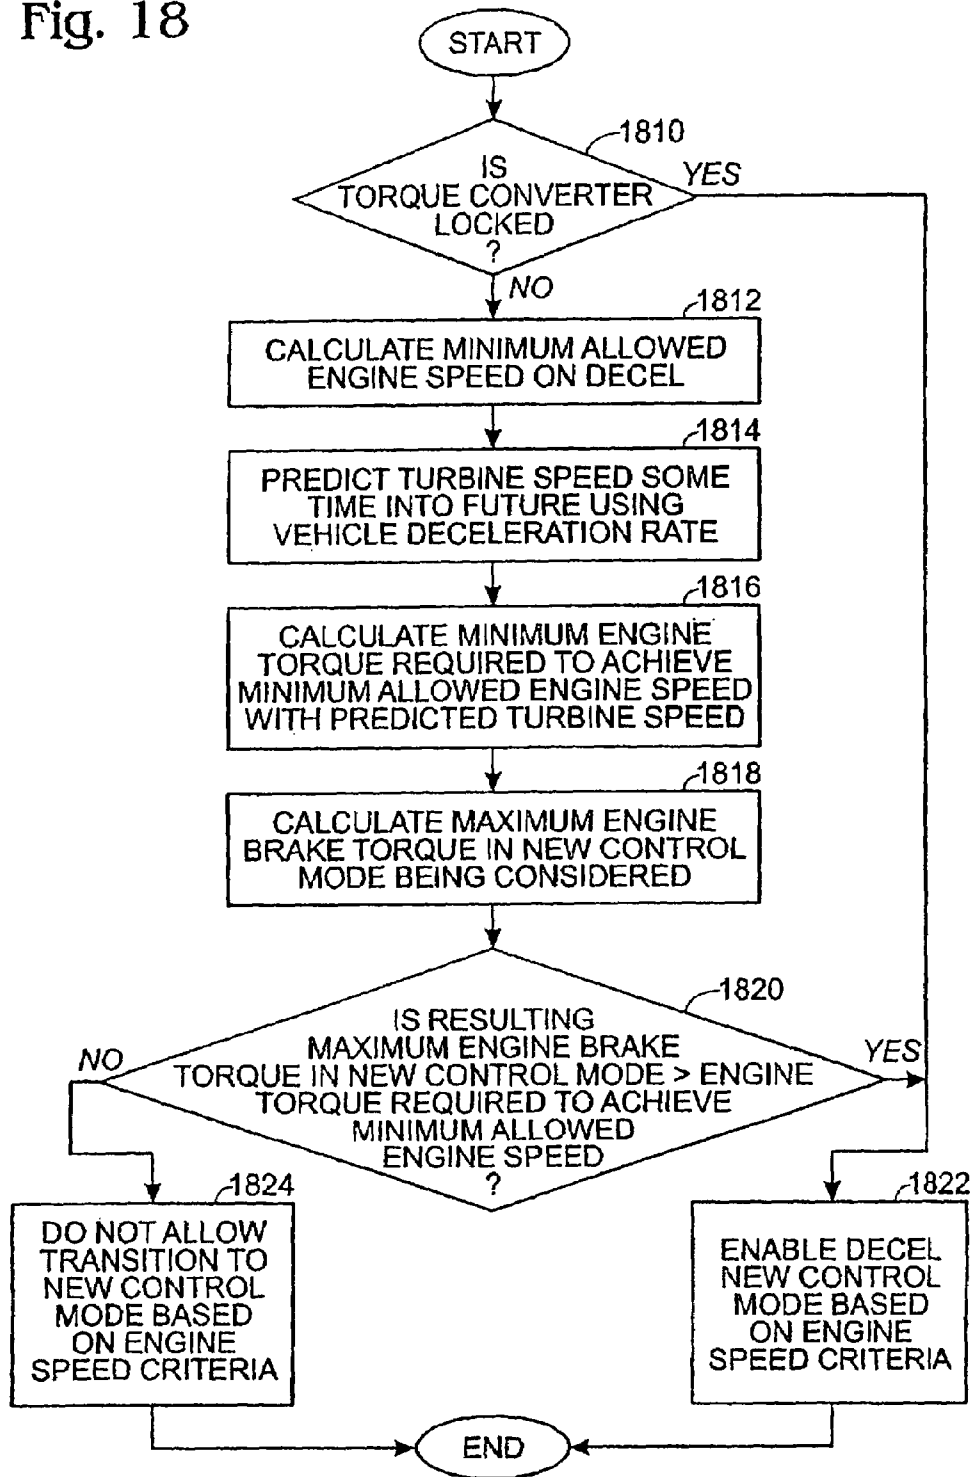 Fig. 18
START
1810
IS
TORQUE CONVERTER
LOCKED
?
YES
NO
1812
CALCULATE MINIMUM ALLOWED
ENGINE SPEED ON DECEL
1814
PREDICT TURBINE SPEED SOME
TIME INTO FUTURE USING
VEHICLE DECELERATION RATE
1816
CALCULATE MINIMUM ENGINE
TORQUE REQUIRED TO ACHIEVE
MINIMUM ALLOWED ENGINE SPEED
WITH PREDICTED TURBINE SPEED
1818
CALCULATE MAXIMUM ENGINE
BRAKE TORQUE IN NEW CONTROL
MODE BEING CONSIDERED
1820
IS RESULTING
MAXIMUM ENGINE BRAKE
TORQUE IN NEW CONTROL MODE > ENGINE
TORQUE REQUIRED TO ACHIEVE
MINIMUM ALLOWED
ENGINE SPEED
?
NO
YES
1824
DO NOT ALLOW
TRANSITION TO
NEW CONTROL
MODE BASED
ON ENGINE
SPEED CRITERIA
1822
ENABLE DECEL
NEW CONTROL
MODE BASED
ON ENGINE
SPEED CRITERIA
END